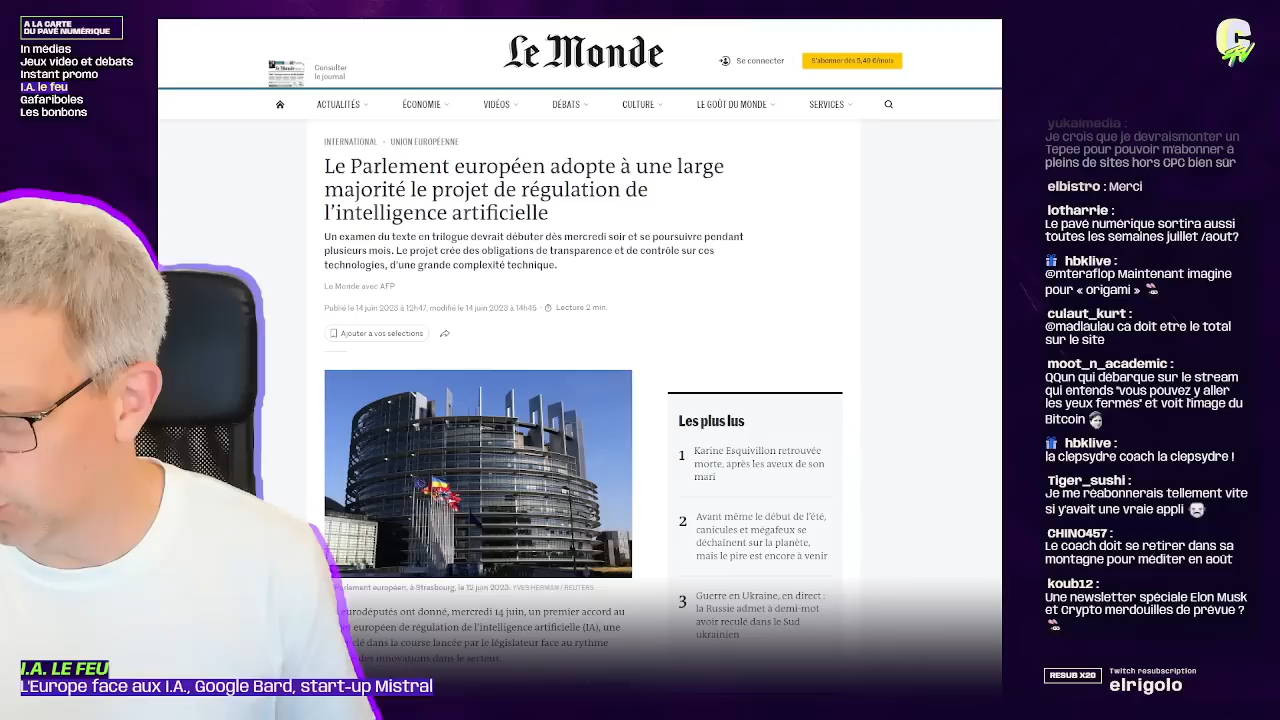 A LA CARTE
DU PAVÉ NUMÉRIQUE
In médias
Jeux vidéo et debats
Instant promo
I.A. le feu
Gafariboles
Les bonbons
Consulter
le journal
Le Monde
Se connecter
S'abonner dès 5,49 €/mois
ACTUALITÉS
ÉCONOMIE
VIDÉOS
DÉBATS
CULTURE
LE GOÛT DU MONDE
SERVICES
INTERNATIONAL • UNION EUROPÉENNE
Le Parlement européen adopte à une large
majorité le projet de régulation de
l'intelligence artificielle
Un examen du texte en trilogue devrait débuter dès mercredi soir et se poursuivre pendant
plusieurs mois. Le projet crée des obligations de transparence et de contrôle sur ces
technologies, d'une grande complexité technique.
Le Monde avec AFP
Publié le 14 juin 2023 à 12h47, modifié le 14 juin 2023 à 14h45 · Lecture 2 min.
Ajouter à vos sélections
Parlement européen, à Strasbourg, le 12 juin 2023. YVES HERMAN / REUTERS
eurodéputés ont donné, mercredi 14 juin, un premier accord au
européen de régulation de l'intelligence artificielle (IA), une
clé dans la course lancée par le législateur face au rythme
des innovations dans le secteur.
Les plus lus
1 Karine Esquivillon retrouvée
morte, après les aveux de son
mari
2 Avant même le début de l'été,
canicules et mégafeux se
déchaînent sur la planète,
mais le pire est encore à venir
3 Guerre en Ukraine, en direct :
la Russie admet à demi-mot
avoir reculé dans le Sud
ukrainien
yukaimedia :
Je crois que je devraismonter un
Tepee pour pouvoir m'abonner à
pleins de sites hors CPC bien sûr
elbistro : Merci
lotharrie :
Le pavé numérique sortira aussi
toutes les semaines juillet /aout?
hbklive :
@mteraflop Maintenant imagine
pour « origami »
culaut_kurt :
@madlaulau ca doit etre le total
sur le site
moot_n_academic :
QQun qui débarque sur le stream
qui entends "vous pouvez y aller
les yeux fermés" et voit l'image du
Bitcoin
hbklive :
la clepsydre coach la clepsydre !
Tiger_sushi :
Je me réabonnerais tellement vite
si y'avait une vraie appli
CHINO457 :
Le coach doit se retirer dans sa
montagne pour méditer en août
koub12 :
Une newsletter spéciale Elon Musk
et Crypto merdouilles de prévue ?
I.A. LE FEU
L'Europe face aux I.A., Google Bard, start-up Mistral
RESUB X20
Twitch resubscription
elrigolo